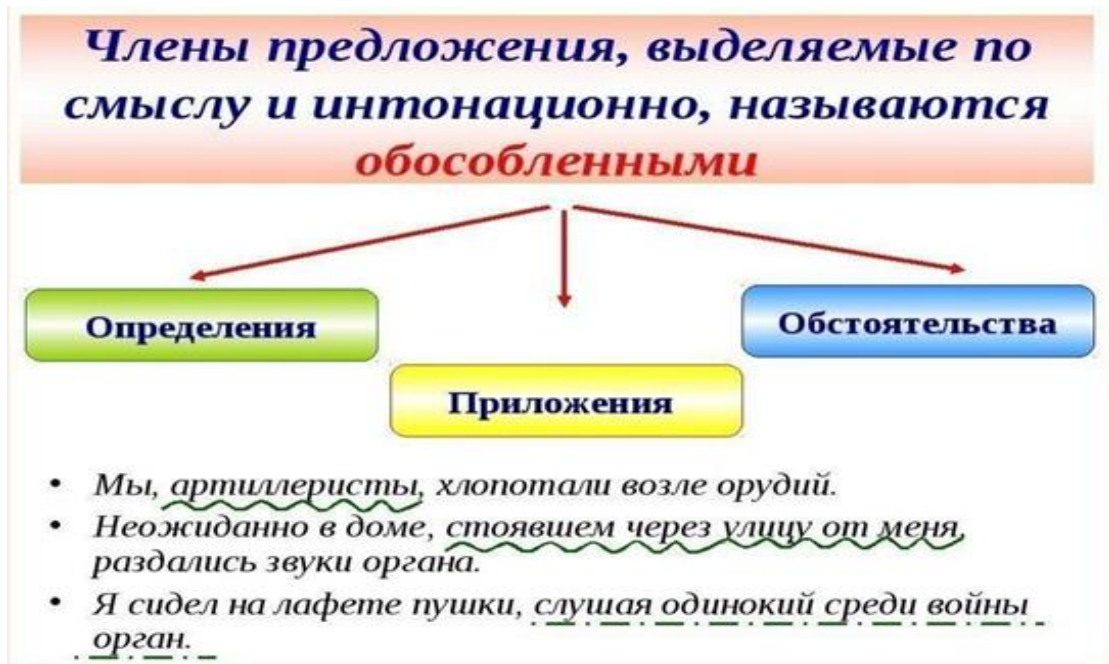 Члены предложения, выделяемые по
смыслу и интонационно, называются
обособленными
Определения
Обстоятельства
Приложения
• Мы, артиллеристы, хлопотали возле орудий.
• Неожиданно в доме, стоявшем через улицу от меня,
раздались звуки органа.
• Я сидел на лафете пушки, слушая одинокий среди войны
орган.